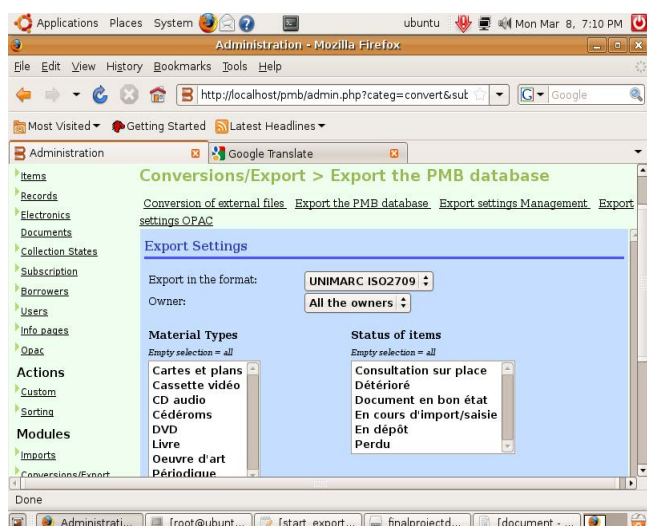 Applications Places System ubuntu Mon Mar 8, 7:10 PM
Administration - Mozilla Firefox
File Edit View History Bookmarks Tools Help
http://localhost/pmb/admin.php?categ=convert&sub Google
Most Visited Getting Started Latest Headlines
Administration Google Translate
Items
Records
Electronics
Documents
Collection States
Subscription
Borrowers
Users
Info pages
Opac
Actions
Custom
Sorting
Modules
Imports
Conversions/Export
Conversions/Export > Export the PMB database
Conversion of external files Export the PMB database Export settings Management Export
settings OPAC
Export Settings
Export in the format: UNIMARC ISO2709
Owner: All the owners
Material Types
Empty selection = all
Cartes et plans
Cassette vidéo
CD audio
Cédéroms
DVD
Livre
Oeuvre d'art
Périodique
Status of items
Empty selection = all
Consultation sur place
Détérioré
Document en bon état
En cours d'import/saisie
En dépôt
Perdu
Done
Administrati... [root@ubunt... [start_export... finalprojectd... [document - ...